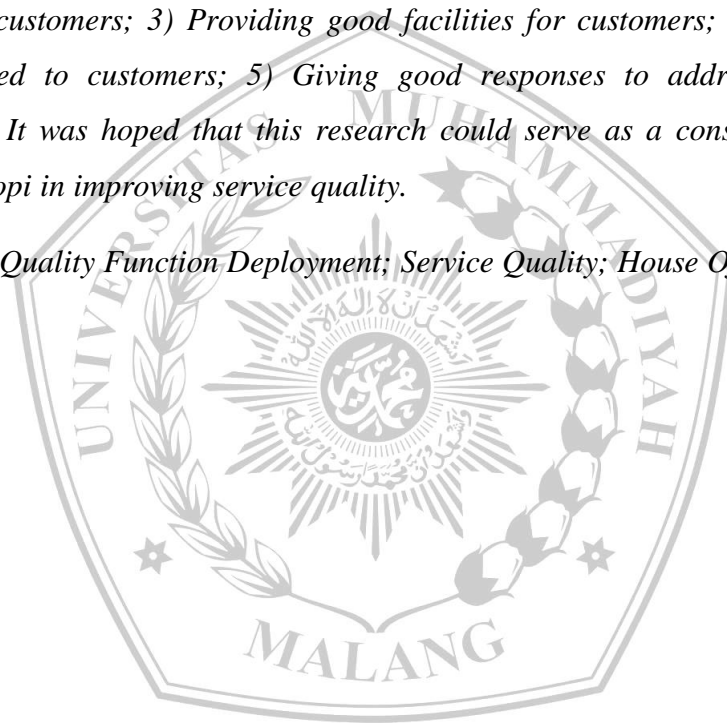 customers; 3) Providing good facilities for customers;
ed to customers; 5) Giving good responses to addr
It was hoped that this research could serve as a cons
opi in improving service quality.
Quality Function Deployment; Service Quality; House O
UNIVERSITAS MUHAMMADIYAH
MALANG